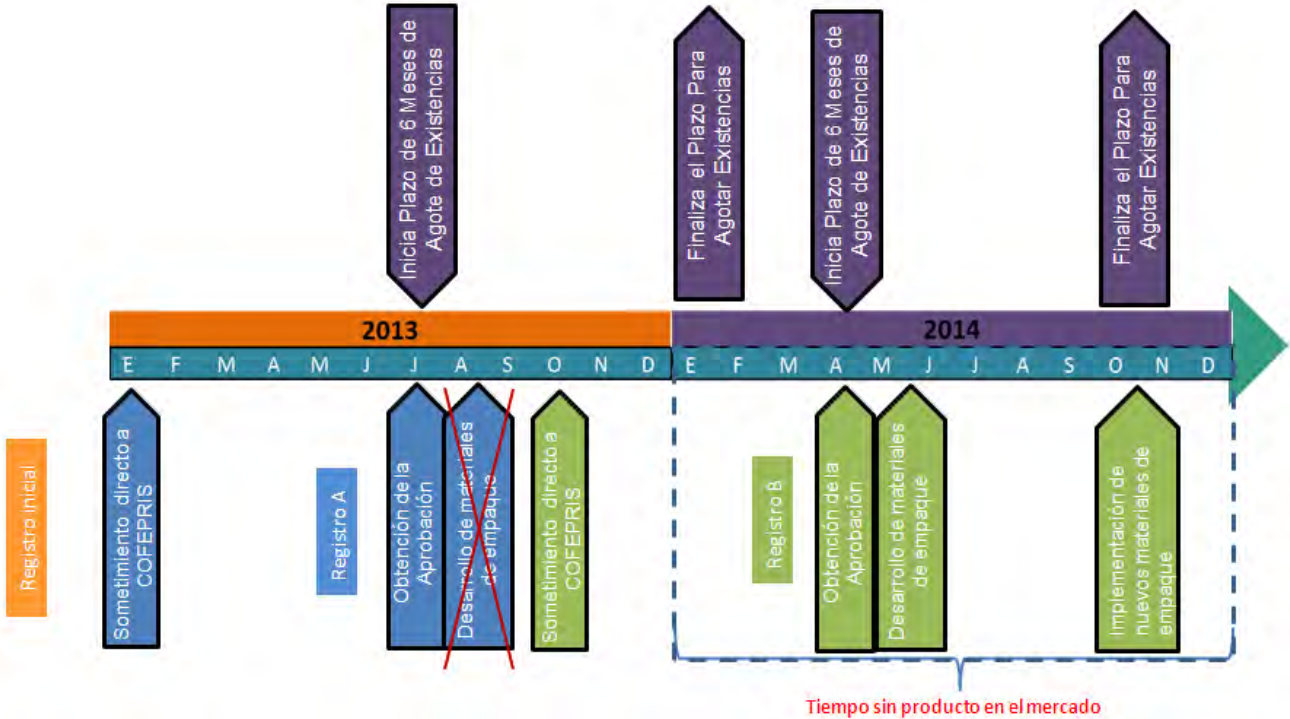 Inicia Plazo de 6 Meses de
Agote de Existencias
Finaliza el Plazo Para
Agotar Existencias
Inicia Plazo de 6 Meses de
Agote de Existencias
Finaliza el Plazo Para
Agotar Existencias
2013
2014
E F M A M J J A S O N D E F M A M J J A S O N D
Registro inicial
Sometimiento directo a
COFEPRIS
Registro A
Obtención de la
Aprobación
Desarrollo de materiales
de empaque
Sometimiento directo a
COFEPRIS
Registro B
Obtención de la
Aprobación
Desarrollo de materiales
de empaque
Implementación de
nuevos materiales de
empaque
Tiempo sin producto en el mercado